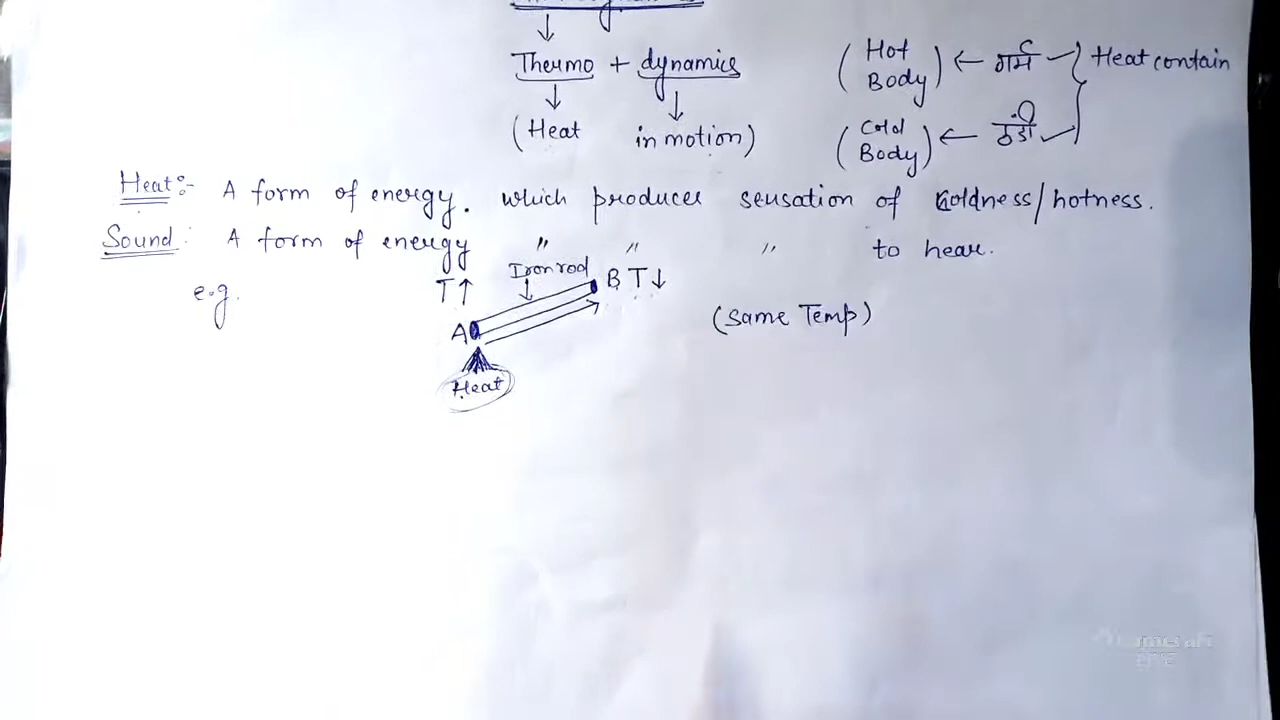 Thermo + dynamics
(Heat in motion)
(Hot Body) ← गर्म
(Cold Body) ← ठंडी
Heat contain
Heat:- A form of energy. which produces sensation of coldness/hotness.
Sound: A form of energy " " " to hear.
e.g.
T↑
Iron rod
B T↓
A
(Same Temp)
Heat